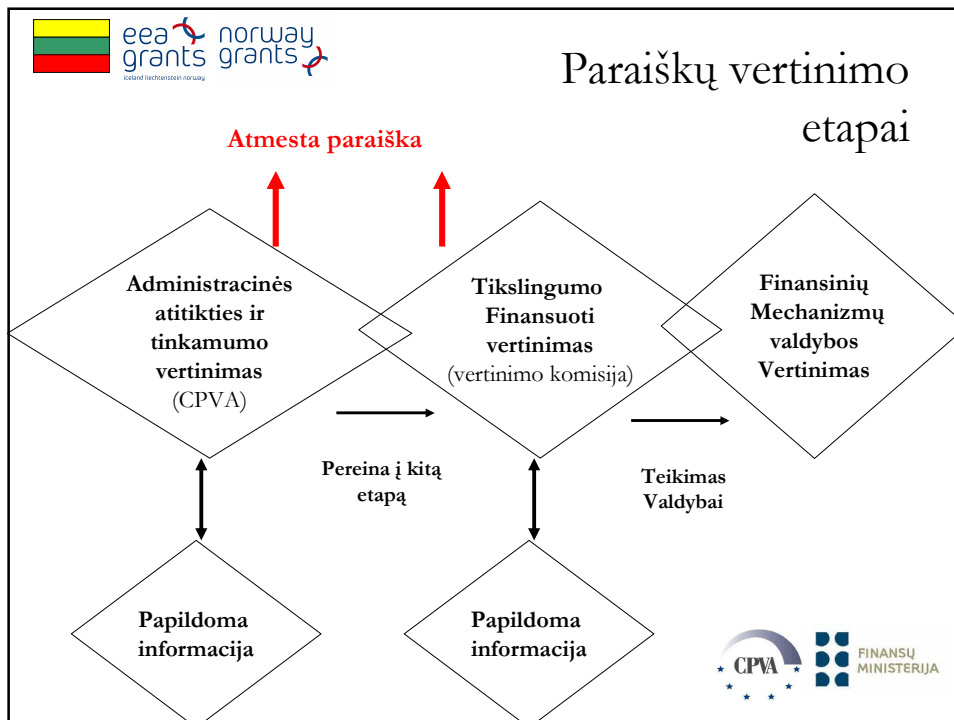 eea
grants
iceland liechtenstein norway
norway
grants
Paraiškų vertinimo
etapai
Atmesta paraiška
Administracinės
atitikties ir
tinkamumo
vertinimas
(CPVA)
Tikslingumo
Finansuoti
vertinimas
(vertinimo komisija)
Finansinių
Mechanizmų
valdybos
Vertinimas
Pereina į kitą
etapą
Teikimas
Valdybai
Papildoma
informacija
Papildoma
informacija
CPVA
FINANSŲ
MINISTERIJA